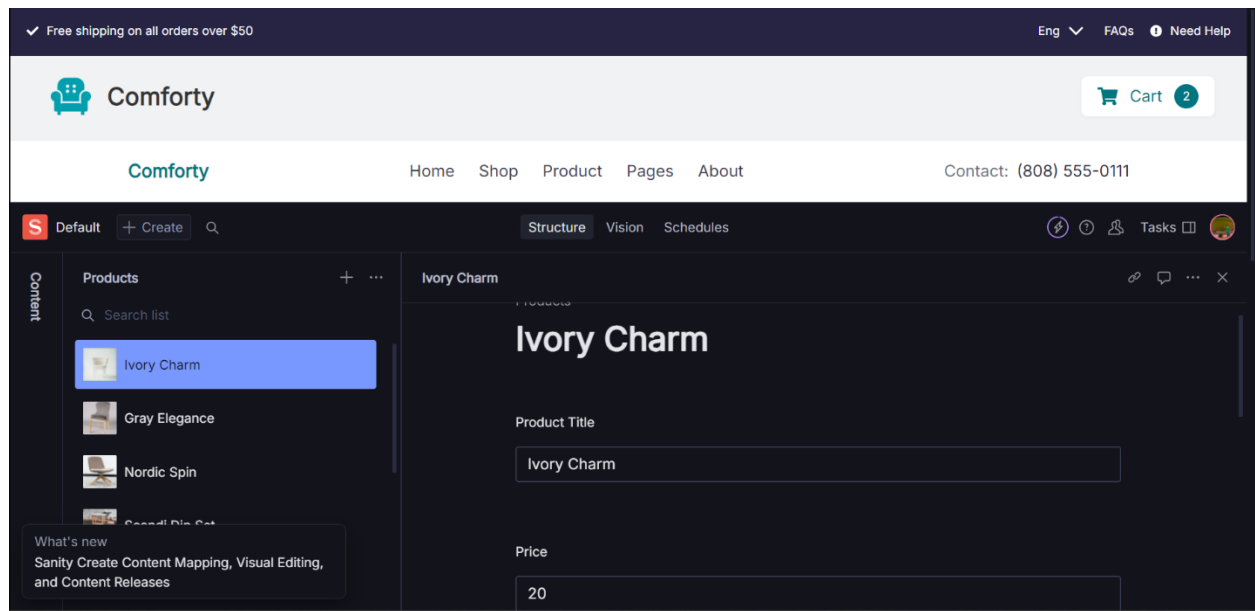 Free shipping on all orders over $50
Eng FAQs Need Help
Comforty
Cart 2
Comforty
Home Shop Product Pages About
Contact: (808) 555-0111
S Default + Create
Structure Vision Schedules
Tasks
Content
Products
Search list
Ivory Charm
Gray Elegance
Nordic Spin
What's new
Sanity Create Content Mapping, Visual Editing,
and Content Releases
Ivory Charm
Products
Ivory Charm
Product Title
Ivory Charm
Price
20